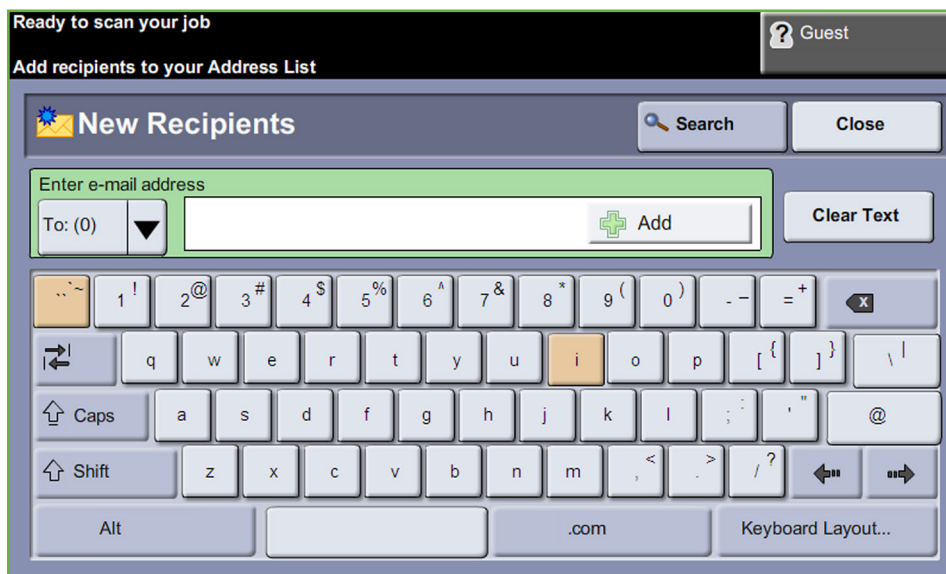 Ready to scan your job
Guest
Add recipients to your Address List
New Recipients Search Close
Enter e-mail address
To: (0) Add Clear Text
` ~ 1 ! 2 @ 3 # 4 $ 5 % 6 ^ 7 & 8 * 9 ( 0 ) - _ = + X
q w e r t y u i o p [ { ] } \ |
Caps a s d f g h j k l ; : ' " @
Shift z x c v b n m , < . > / ?
Alt .com Keyboard Layout...